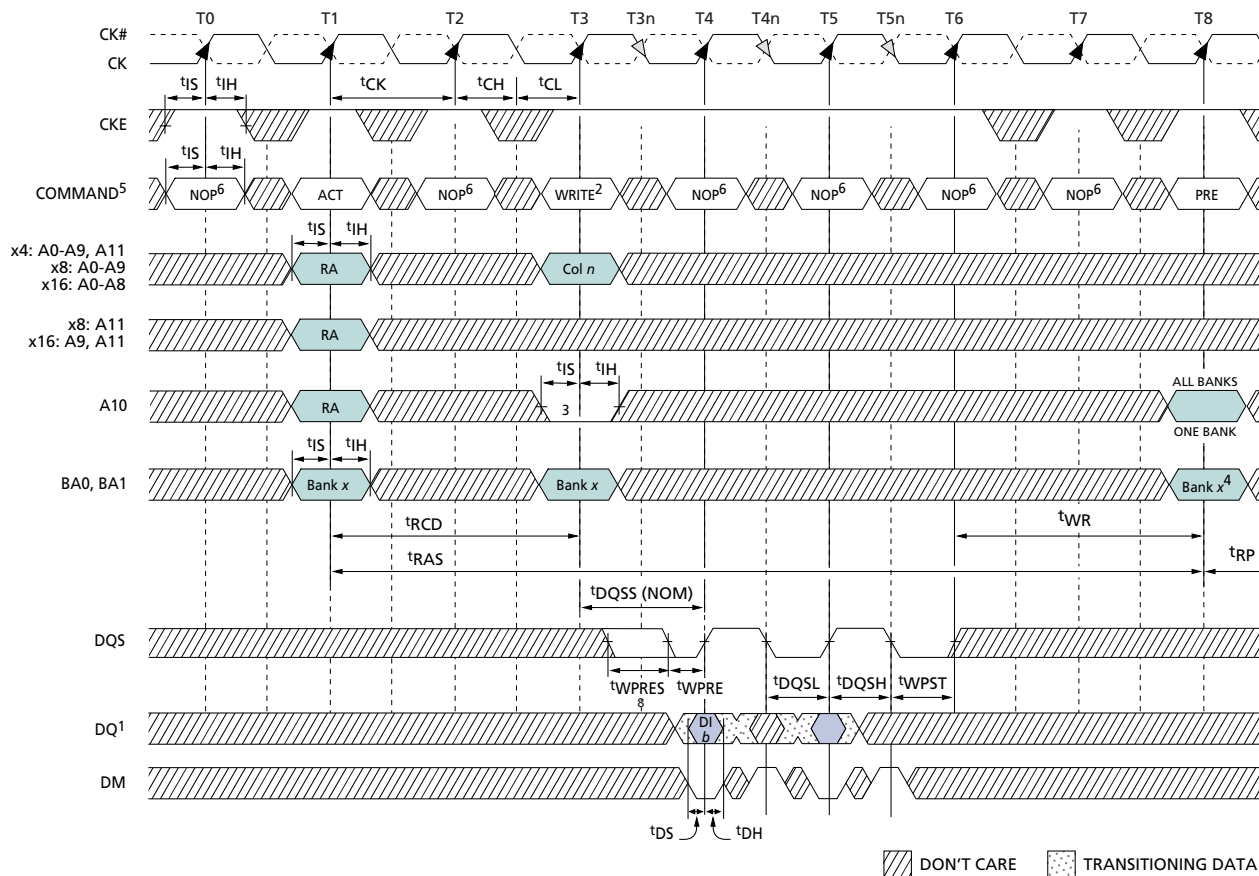 T0 T1 T2 T3 T3n T4 T4n T5 T5n T6 T7 T8
CK#
CK
tIS tIH tCK tCH tCL
CKE
tIS tIH
COMMAND5 NOP6 ACT NOP6 WRITE2 NOP6 NOP6 NOP6 NOP6 PRE
tIS tIH
x4: A0-A9, A11
x8: A0-A9
x16: A0-A8
RA Col n
x8: A11
x16: A9, A11
RA
tIS tIH
ALL BANKS
A10 RA 3
ONE BANK
tIS tIH
BA0, BA1 Bank x Bank x Bank x4
tRCD tWR
tRAS tRP
tDQSS (NOM)
DQS
tWPRES tWPRE tDQSL tDQSH tWPST
8
DQ1 DI
b
DM
tDS tDH
DON'T CARE TRANSITIONING DATA